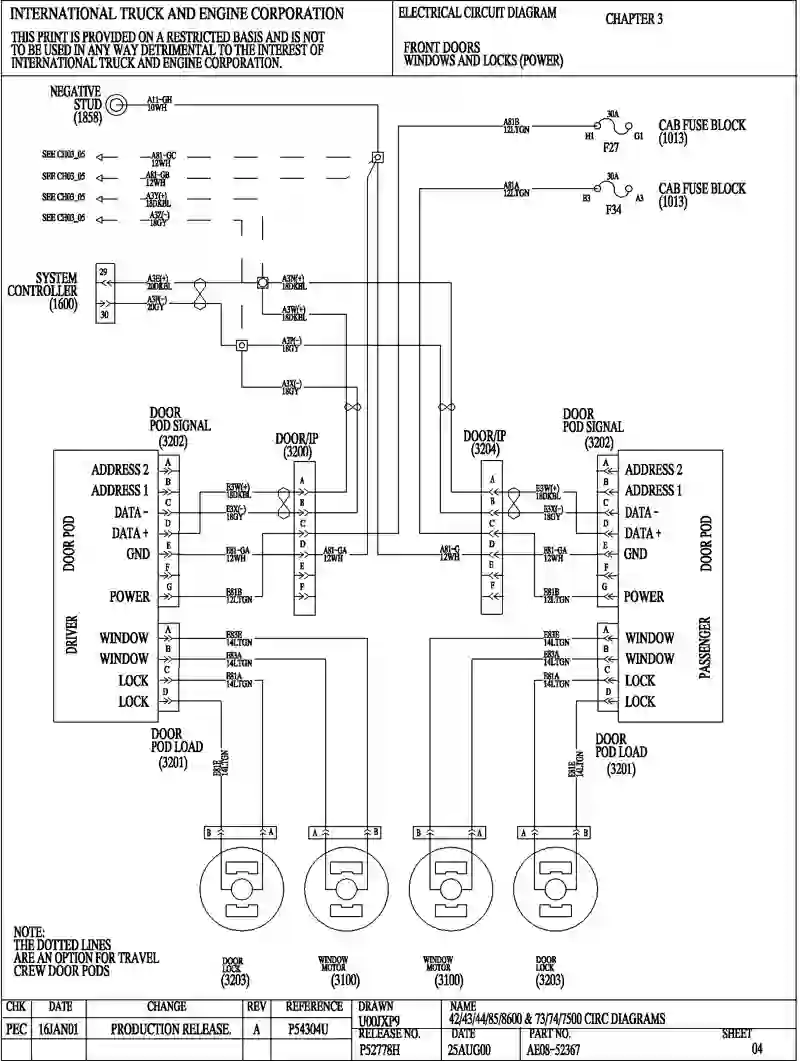 INTERNATIONAL TRUCK AND ENGINE CORPORATION
THIS PRINT IS PROVIDED ON A RESTRICTED BASIS AND IS NOT
TO BE USED IN ANY WAY DETRIMENTAL TO THE INTEREST OF
INTERNATIONAL TRUCK AND ENGINE CORPORATION.
ELECTRICAL CIRCUIT DIAGRAM
CHAPTER 3
FRONT DOORS
WINDOWS AND LOCKS (POWER)
NEGATIVE
STUD
(1858)
A11-GH
10WH
A81B
12LTGN
30A
H1
G1
F27
CAB FUSE BLOCK
(1013)
A81A
12LTGN
30A
B3
A3
F34
CAB FUSE BLOCK
(1013)
SEE CH03_05
A81-GC
12WH
SEE CH03_05
A81-GB
12WH
SEE CH03_05
A3Y(+)
18DKBL
SEE CH03_05
A3Z(-)
18GY
SYSTEM
CONTROLLER
(1600)
29
30
A3E(+)
20DKBL
20GY
A3N(+)
18DKBL
A3W(+)
18DKBL
A3P(-)
18GY
A3X(-)
18GY
DOOR
POD SIGNAL
(3202)
DOOR/IP
(3200)
DOOR/IP
(3204)
DOOR
POD SIGNAL
(3202)
ADDRESS 2
ADDRESS 1
DATA -
DATA +
GND
POWER
A
B
C
D
E
F
G
E3W(+)
18DKBL
E3X(-)
18GY
E81-GA
12WH
E81B
12LTGN
A
B
C
D
E
F
A81-GA
12WH
A81-G
12WH
A
B
C
D
E
F
E3W(+)
18DKBL
E3X(-)
18GY
E81-GA
12WH
E81B
12LTGN
A
B
C
D
E
F
G
ADDRESS 2
ADDRESS 1
DATA -
DATA +
GND
POWER
DOOR POD
DRIVER
DOOR POD
PASSENGER
WINDOW
WINDOW
LOCK
LOCK
A
B
C
D
E83E
14LTGN
E83A
14LTGN
E81A
14LTGN
E81E
14LTGN
E83E
14LTGN
E83A
14LTGN
E81A
14LTGN
E81E
14LTGN
A
B
C
D
WINDOW
WINDOW
LOCK
LOCK
DOOR
POD LOAD
(3201)
DOOR
POD LOAD
(3201)
B A
A B
B A
A B
NOTE:
THE DOTTED LINES
ARE AN OPTION FOR TRAVEL
CREW DOOR PODS
DOOR
LOCK
(3203)
WINDOW
MOTOR
(3100)
WINDOW
MOTOR
(3100)
DOOR
LOCK
(3203)
CHK DATE CHANGE REV REFERENCE
PEC 16JAN01 PRODUCTION RELEASE. A P54304U
DRAWN
U00JXP9
RELEASE NO.
P52778H
NAME
42/43/44/85/8600 & 73/74/7500 CIRC DIAGRAMS
DATE PART NO. SHEET
25AUG00 AE08-52367 04